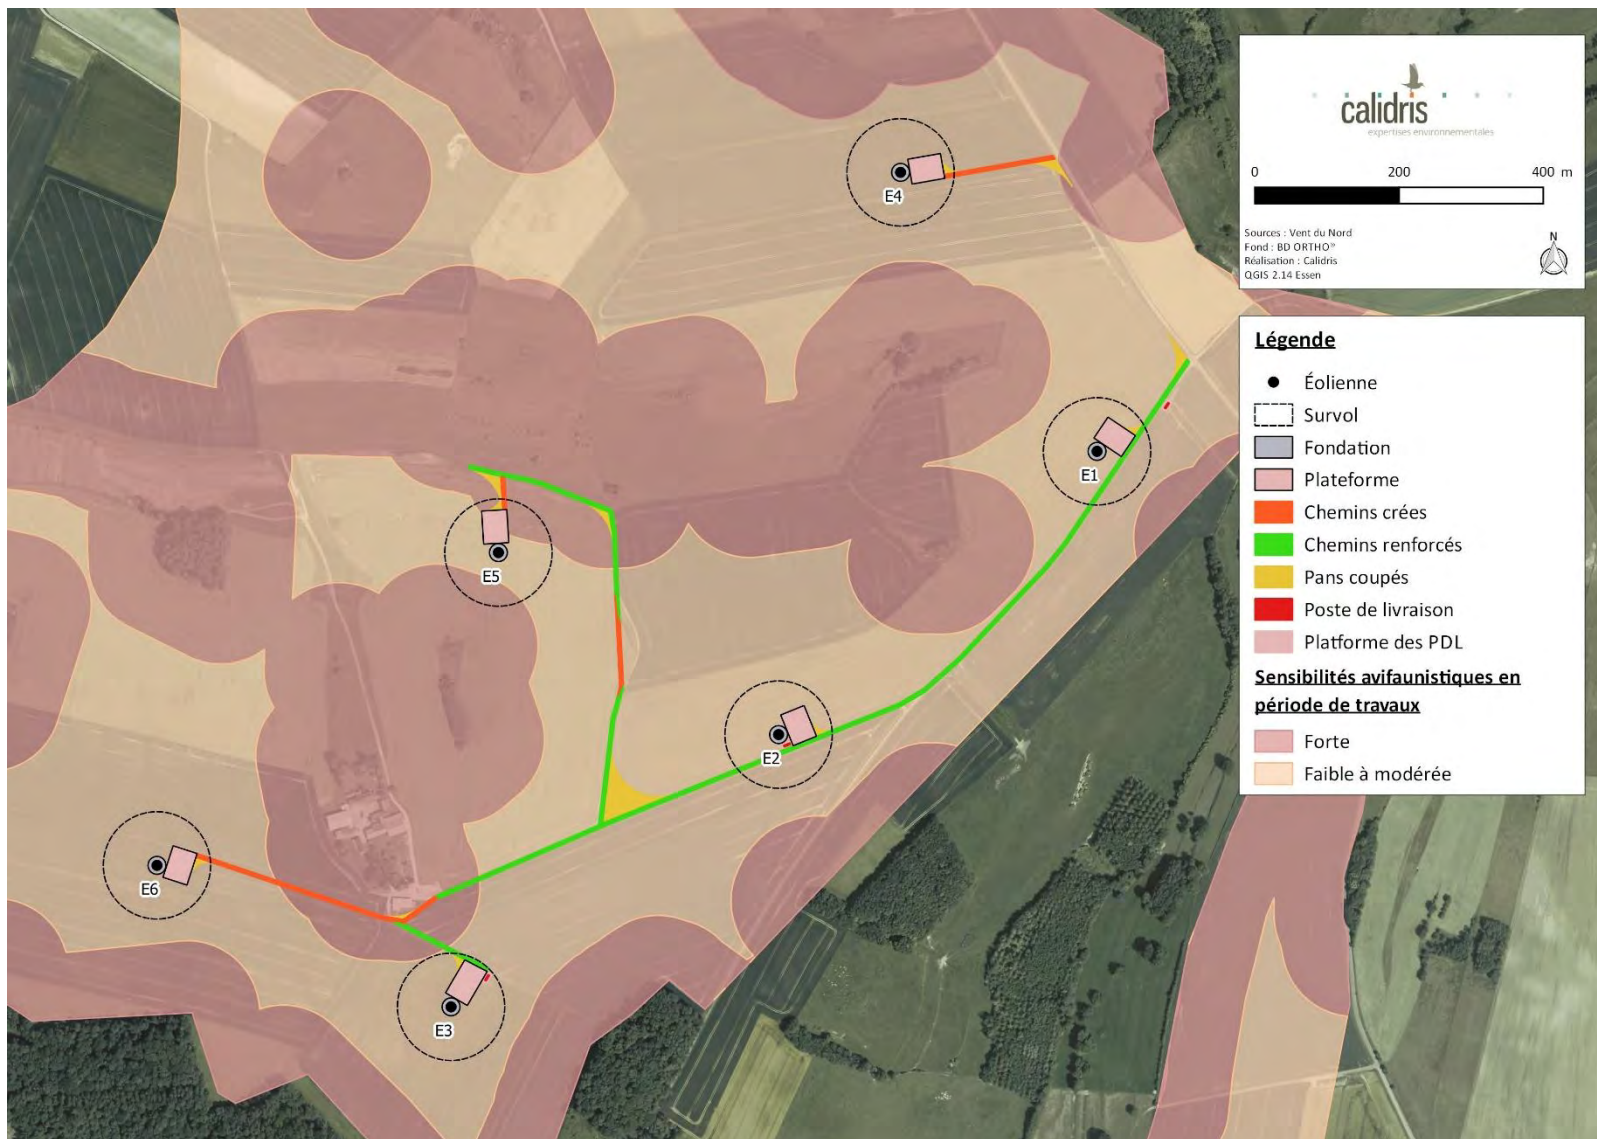 calidris
expertises environnementales
0 200 400 m
Sources : Vent du Nord
Fond : BD ORTHO®
Réalisation : Calidris
QGIS 2.14 Essen
N
Légende
Éolienne
Survol
Fondation
Plateforme
Chemins crées
Chemins renforcés
Pans coupés
Poste de livraison
Platforme des PDL
Sensibilités avifaunistiques en
période de travaux
Forte
Faible à modérée
E4
E1
E5
E2
E6
E3